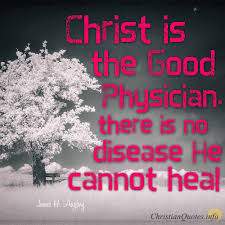 Christ is
the Good
Physician.
there is no
disease He
cannot heal
ChristianQuotes.info